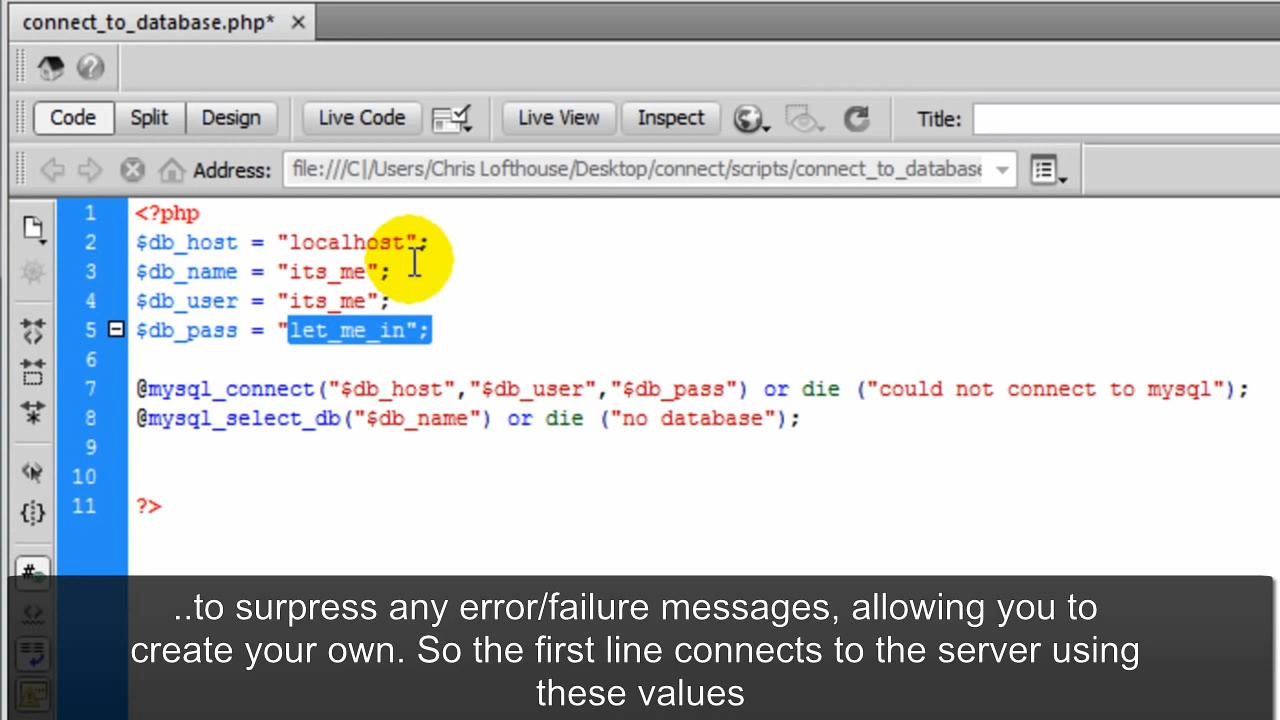 connect_to_database.php*
Code Split Design Live Code Live View Inspect Title:
Address: file:///C|/Users/Chris Lofthouse/Desktop/connect/scripts/connect_to_database
1 <?php
2 $db_host = "localhost";
3 $db_name = "its_me";
4 $db_user = "its_me";
5 $db_pass = "let_me_in";
6
7 @mysql_connect("$db_host","$db_user","$db_pass") or die ("could not connect to mysql");
8 @mysql_select_db("$db_name") or die ("no database");
9
10
11 ?>
..to surpress any error/failure messages, allowing you to
create your own. So the first line connects to the server using
these values